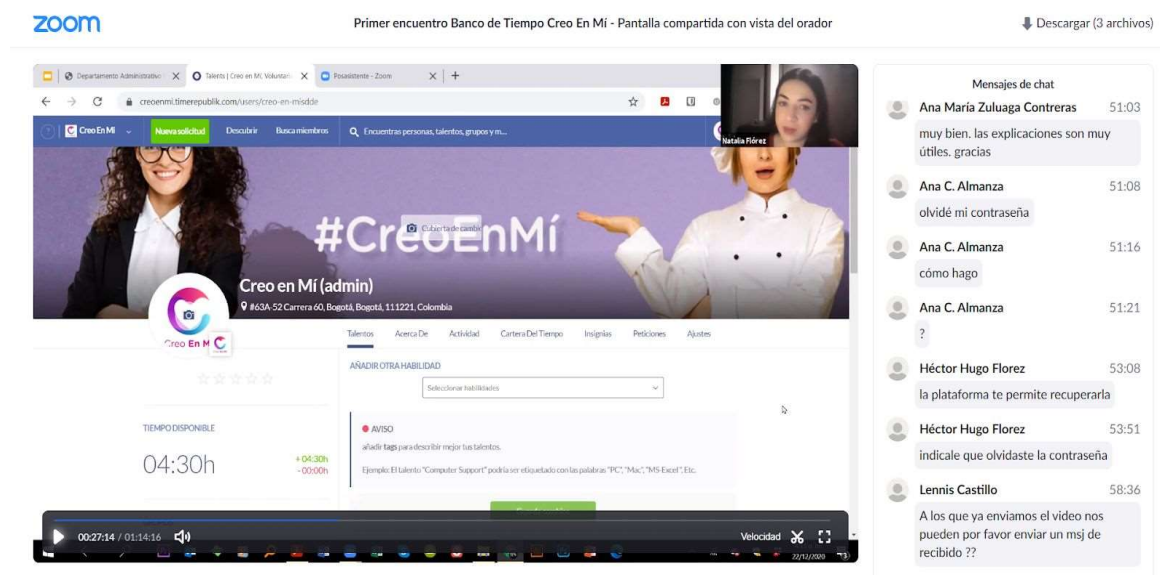 zoom
Primer encuentro Banco de Tiempo Creo En Mí - Pantalla compartida con vista del orador
Descargar (3 archivos)
Departamento Administrativo
Talents | Creo en Mí, Voluntari
Posasistente - Zoom
creoenmi.timerepublik.com/users/creo-en-misdde
Creo En Mí
Nueva solicitud
Descubrir
Busca miembros
Encuentras personas, talentos, grupos y m...
Natalia Flórez
#CreoEnMí
Cubierta de cambio
Creo en Mí (admin)
#63A-52 Carrera 60, Bogotá, Bogotá, 111221, Colombia
Creo En M
Talentos
Acerca De
Actividad
Cartera Del Tiempo
Insignias
Peticiones
Ajustes
AÑADIR OTRA HABILIDAD
Seleccionar habilidades
TIEMPO DISPONIBLE
04:30h
+ 04:30h
- 00:00h
AVISO
añadir tags para describir mejor tus talentos.
Ejemplo: El talento "Computer Support" podría ser etiquetado con las palabras "PC", "Mac", "MS-Excel", Etc.
00:27:14 / 01:14:16
Velocidad
22/12/2020
Mensajes de chat
Ana María Zuluaga Contreras 51:03
muy bien. las explicaciones son muy
útiles. gracias
Ana C. Almanza 51:08
olvidé mi contraseña
Ana C. Almanza 51:16
cómo hago
Ana C. Almanza 51:21
?
Héctor Hugo Florez 53:08
la plataforma te permite recuperarla
Héctor Hugo Florez 53:51
indicale que olvidaste la contraseña
Lennis Castillo 58:36
A los que ya enviamos el video nos
pueden por favor enviar un msj de
recibido ??